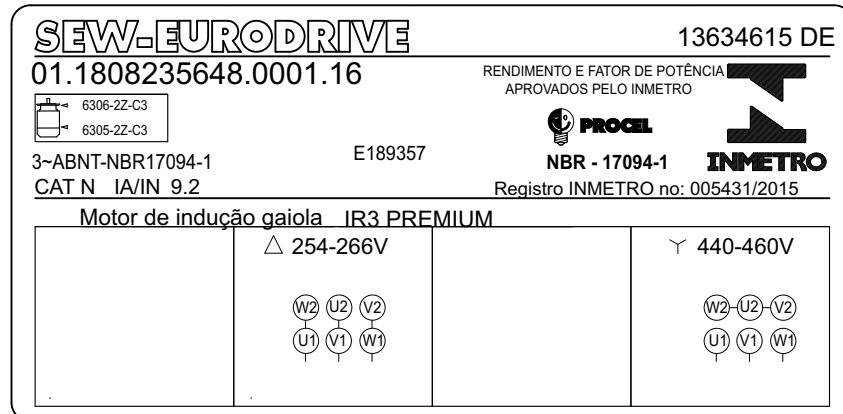 SEW-EURODRIVE
13634615 DE
01.1808235648.0001.16
RENDIMENTO E FATOR DE POTÊNCIA
APROVADOS PELO INMETRO
6306-2Z-C3
6305-2Z-C3
PROCEL
3~ABNT-NBR17094-1
E189357
NBR - 17094-1
INMETRO
CAT N IA/IN 9.2
Registro INMETRO no: 005431/2015
Motor de indução gaiola IR3 PREMIUM
△ 254-266V
W2 U2 V2
U1 V1 W1
Y 440-460V
W2 U2 V2
U1 V1 W1